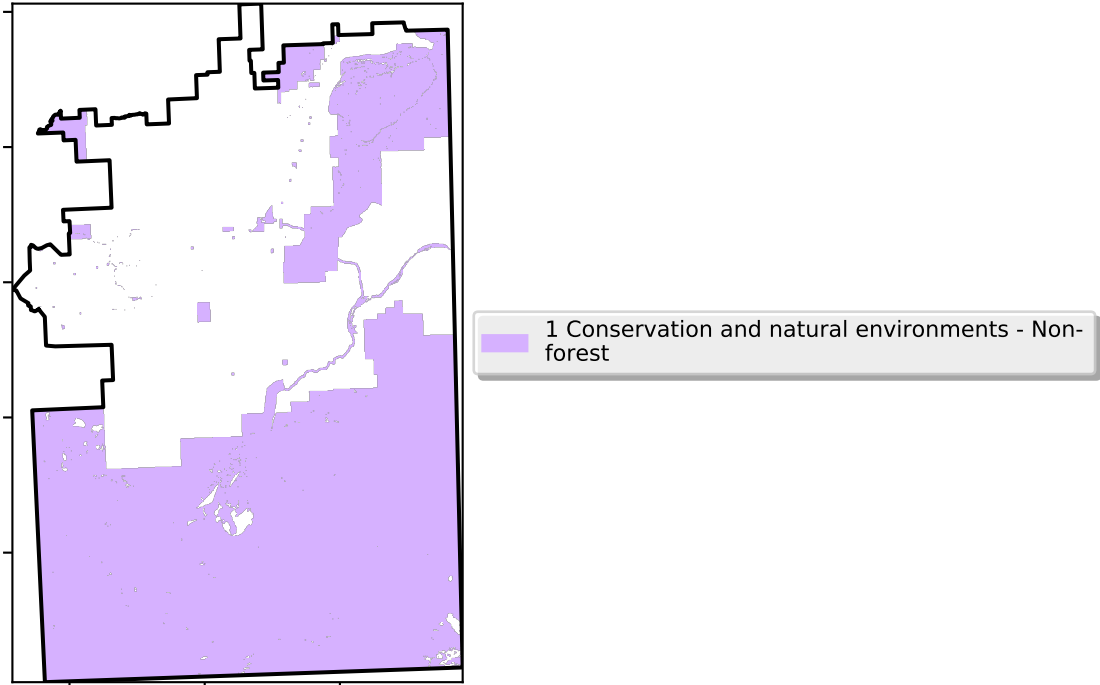 1 Conservation and natural environments - Non-
forest